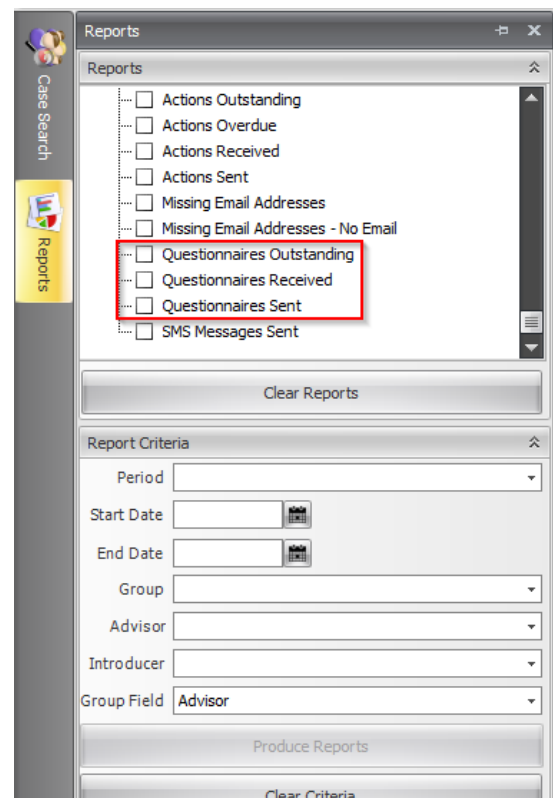 Reports
Case Search
Reports
Reports
Actions Outstanding
Actions Overdue
Actions Received
Actions Sent
Missing Email Addresses
Missing Email Addresses - No Email
Questionnaires Outstanding
Questionnaires Received
Questionnaires Sent
SMS Messages Sent
Clear Reports
Report Criteria
Period
Start Date
End Date
Group
Advisor
Introducer
Group Field Advisor
Produce Reports
Clear Criteria